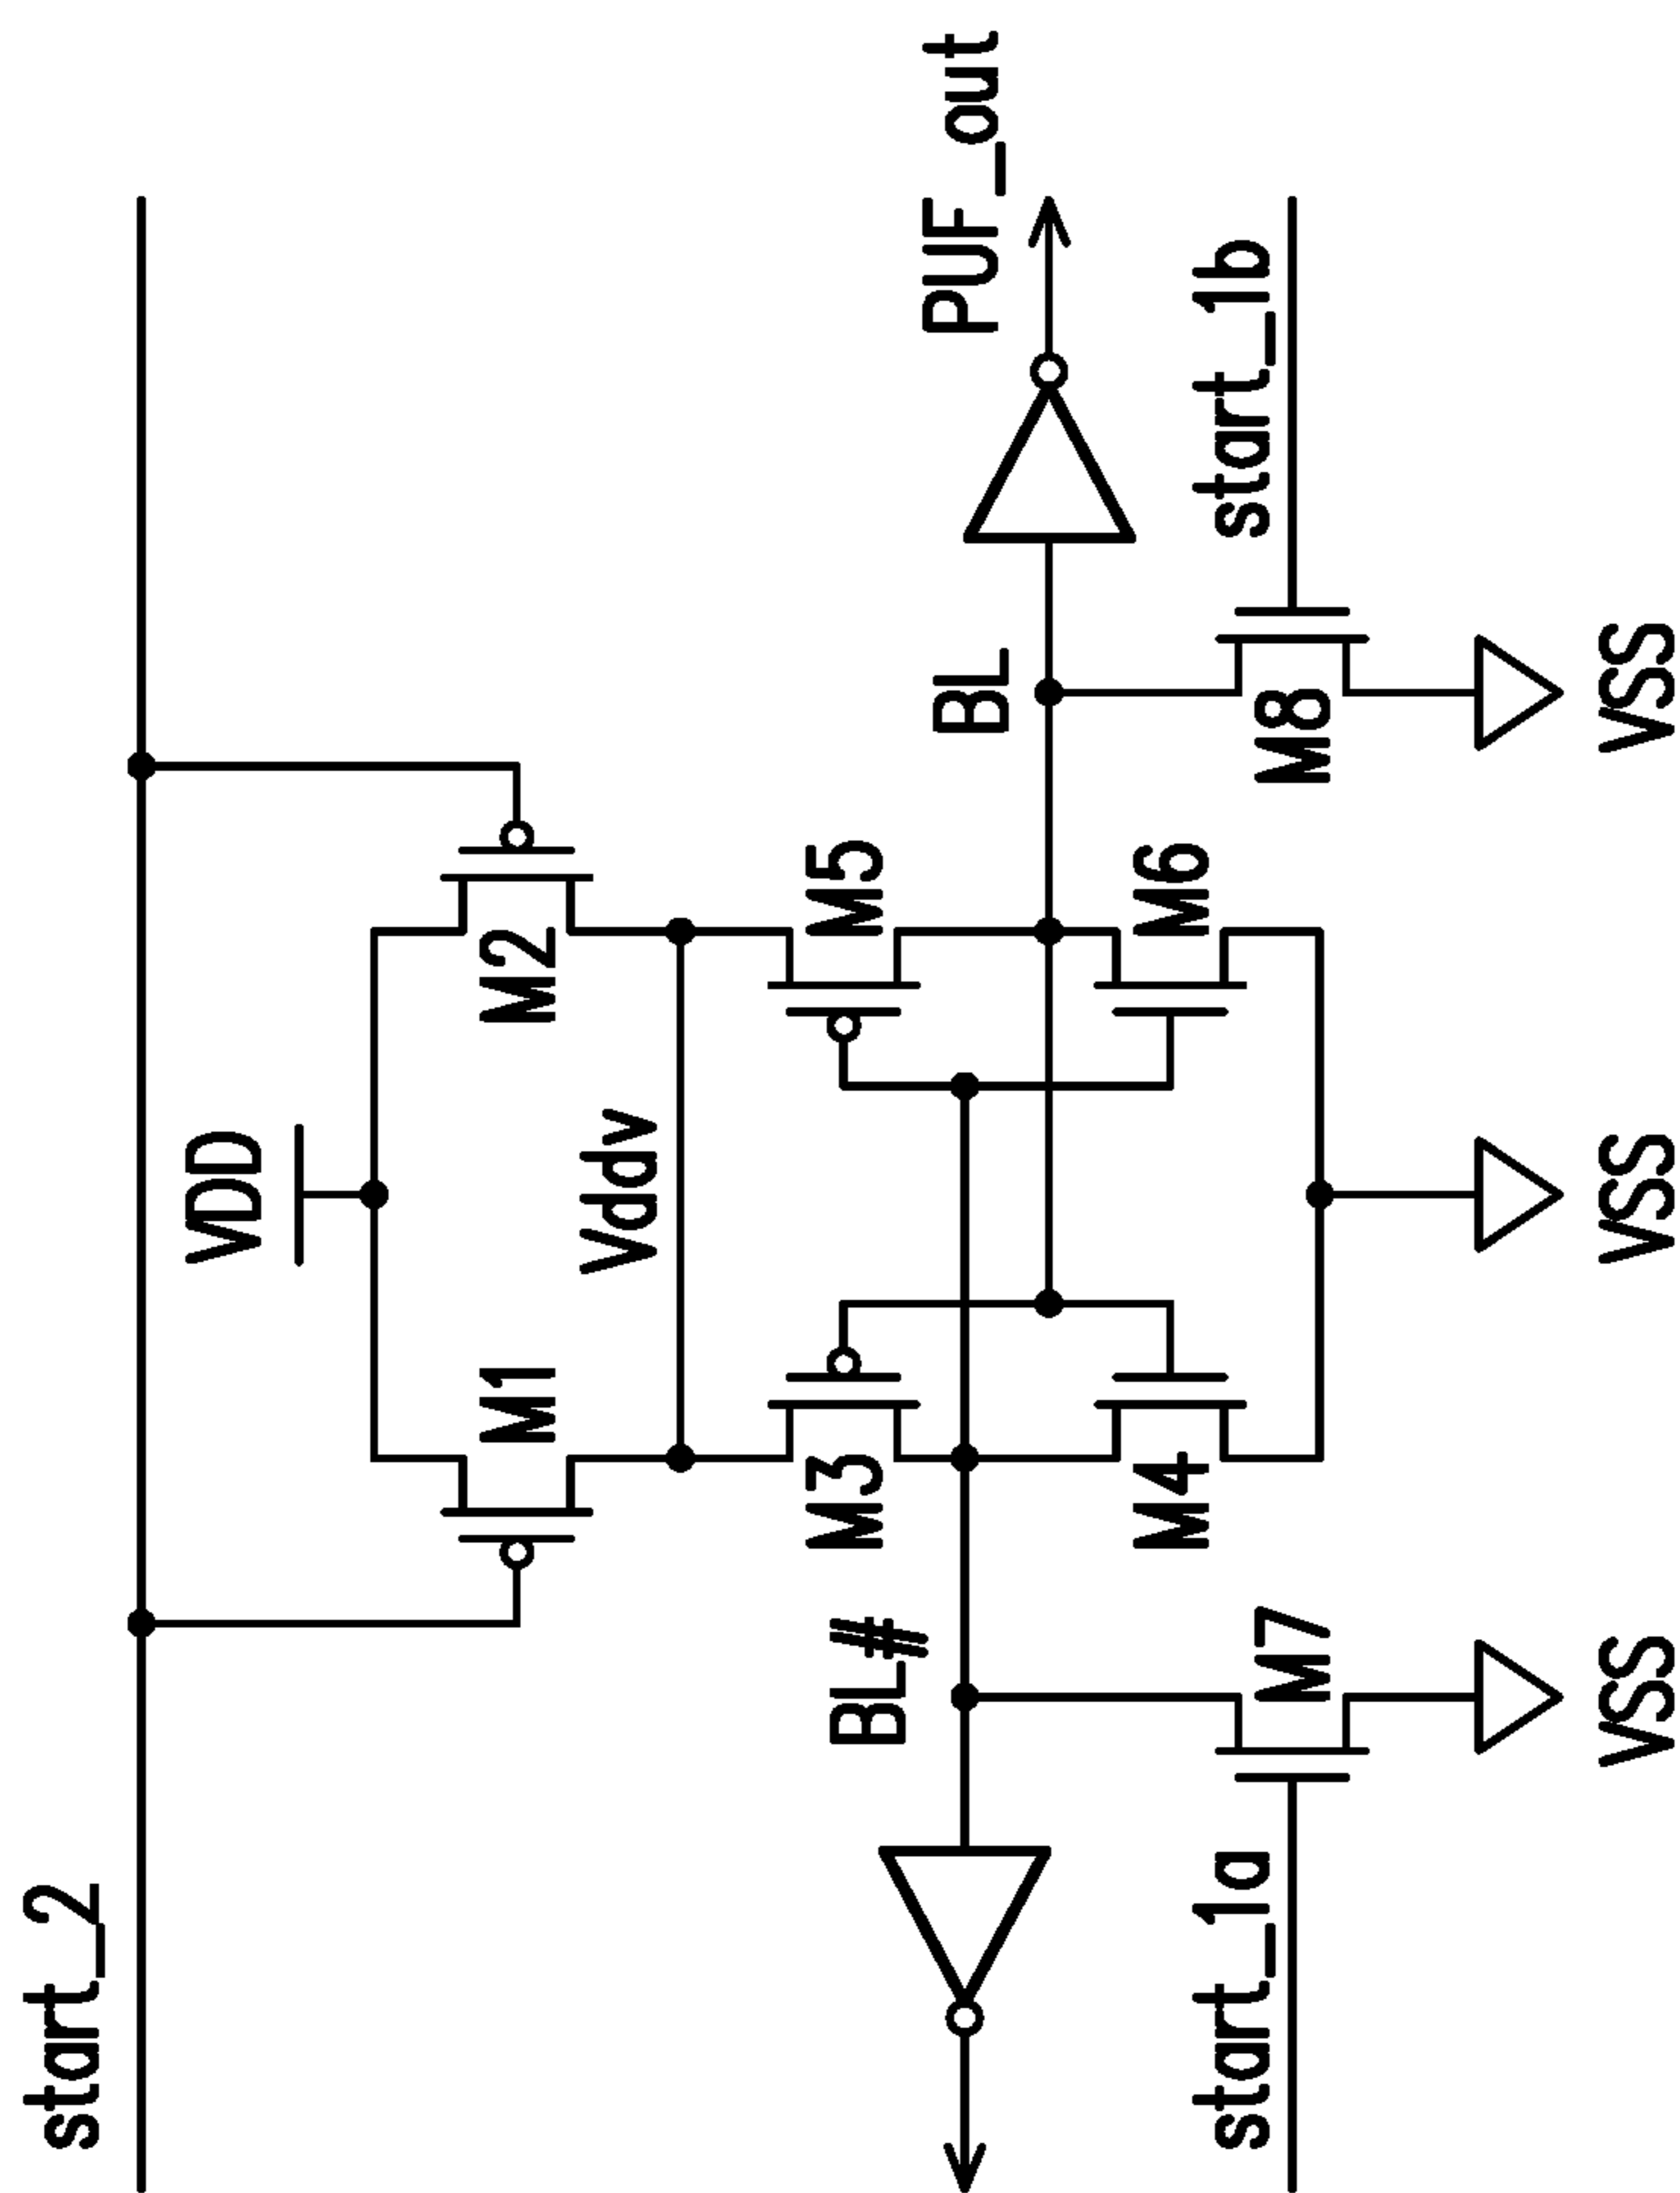 start_2
VDD
M1
M2
Vddv
M3
M5
BL#
BL
PUF_out
M4
M6
start_1a
M7
M8
start_1b
VSS
VSS
VSS